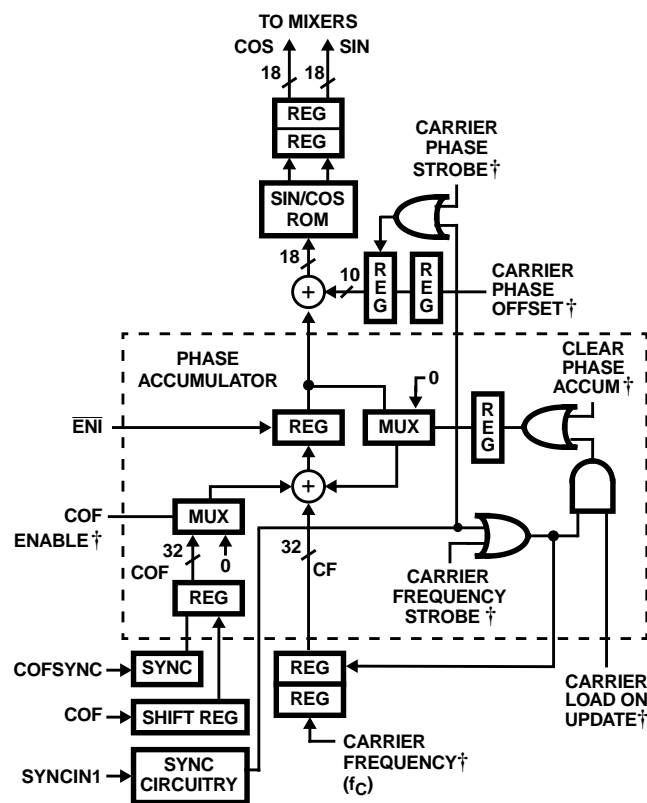 TO MIXERS
COS
SIN
18
18
REG
REG
CARRIER
PHASE
STROBE†
SIN/COS
ROM
18
10
REG
REG
+
CARRIER
PHASE
OFFSET†
PHASE
ACCUMULATOR
0
CLEAR
PHASE
ACCUM†
ENI
REG
MUX
REG
+
COF
ENABLE†
MUX
32
COF
0
32
CF
REG
CARRIER
FREQUENCY
STROBE†
COFSYNC
SYNC
REG
REG
COF
SHIFT REG
CARRIER
LOAD ON
UPDATE†
SYNCIN1
SYNC
CIRCUITRY
CARRIER
FREQUENCY†
(fC)